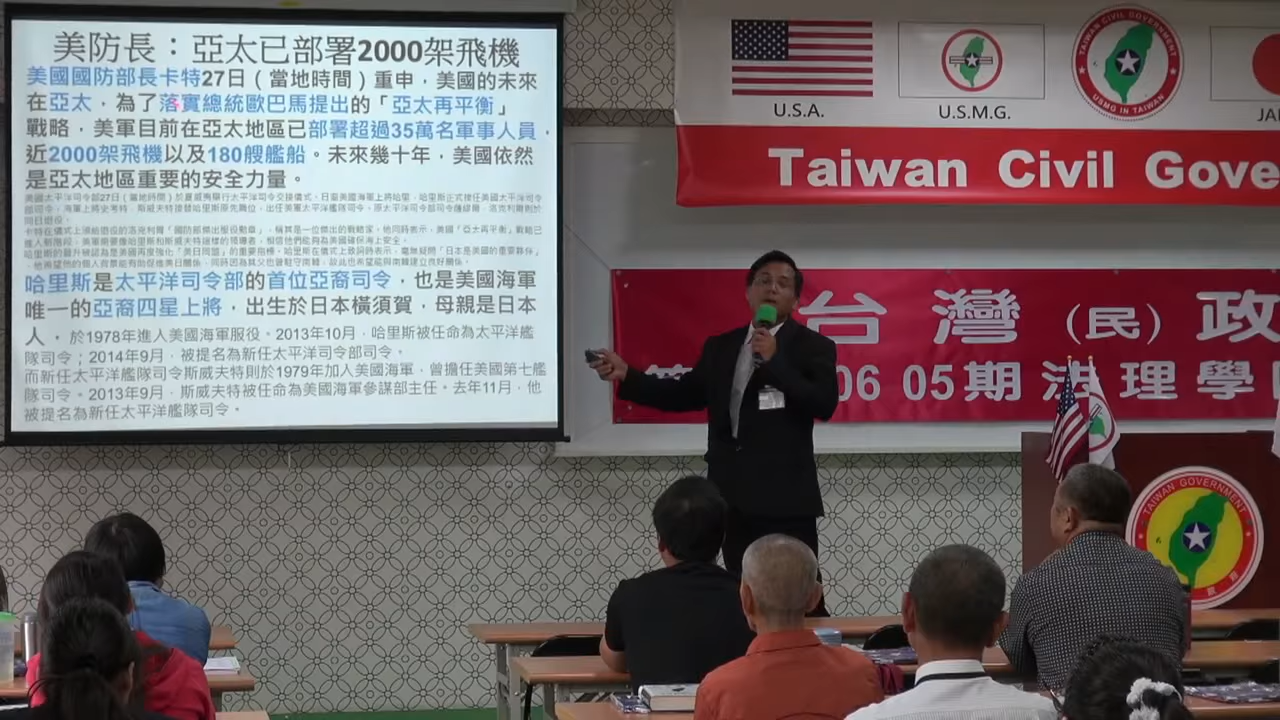 美防長：亞太已部署2000架飛機
美國國防部長卡特27日（當地時間）重申，美國的未來
在亞太，為了落實總統歐巴馬提出的「亞太再平衡」
戰略，美軍目前在亞太地區已部署超過35萬名軍事人員，
近2000架飛機以及180艘艦船。未來幾十年，美國依然
是亞太地區重要的安全力量。
哈里斯是太平洋司令部的首位亞裔司令，也是美國海軍
唯一的亞裔四星上將，出生於日本橫須賀，母親是日本
人，於1978年進入美國海軍服役。2013年10月，哈里斯被任命為太平洋艦
隊司令；2014年9月，被提名為新任太平洋司令部司令。
而新任太平洋艦隊司令斯威夫特則於1979年加入美國海軍，曾擔任美國第七艦
隊司令。2013年9月，斯威夫特被任命為美國海軍參謀部主任。去年11月，他
被提名為新任太平洋艦隊司令。
U.S.A.
U.S.M.G.
TAIWAN CIVIL GOVERNMENT
USMG IN TAIWAN
JA
Taiwan Civil Gove
台灣（民）政
06 05期法理學
TAIWAN GOVERNMENT